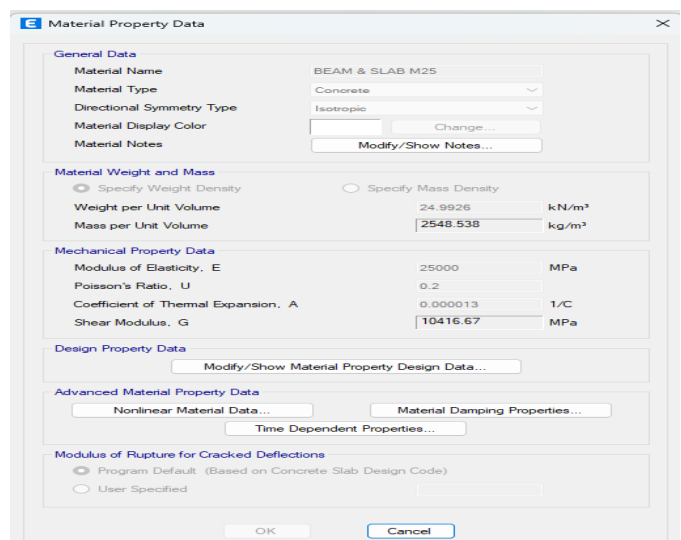 E Material Property Data
General Data
Material Name BEAM & SLAB M25
Material Type Concrete
Directional Symmetry Type Isotropic
Material Display Color Change...
Material Notes Modify/Show Notes...
Material Weight and Mass
Specify Weight Density Specify Mass Density
Weight per Unit Volume 24.9926 kN/m³
Mass per Unit Volume 2548.538 kg/m³
Mechanical Property Data
Modulus of Elasticity, E 25000 MPa
Poisson's Ratio, U 0.2
Coefficient of Thermal Expansion, A 0.000013 1/C
Shear Modulus, G 10416.67 MPa
Design Property Data
Modify/Show Material Property Design Data...
Advanced Material Property Data
Nonlinear Material Data... Material Damping Properties...
Time Dependent Properties...
Modulus of Rupture for Cracked Deflections
Program Default (Based on Concrete Slab Design Code)
User Specified
OK Cancel